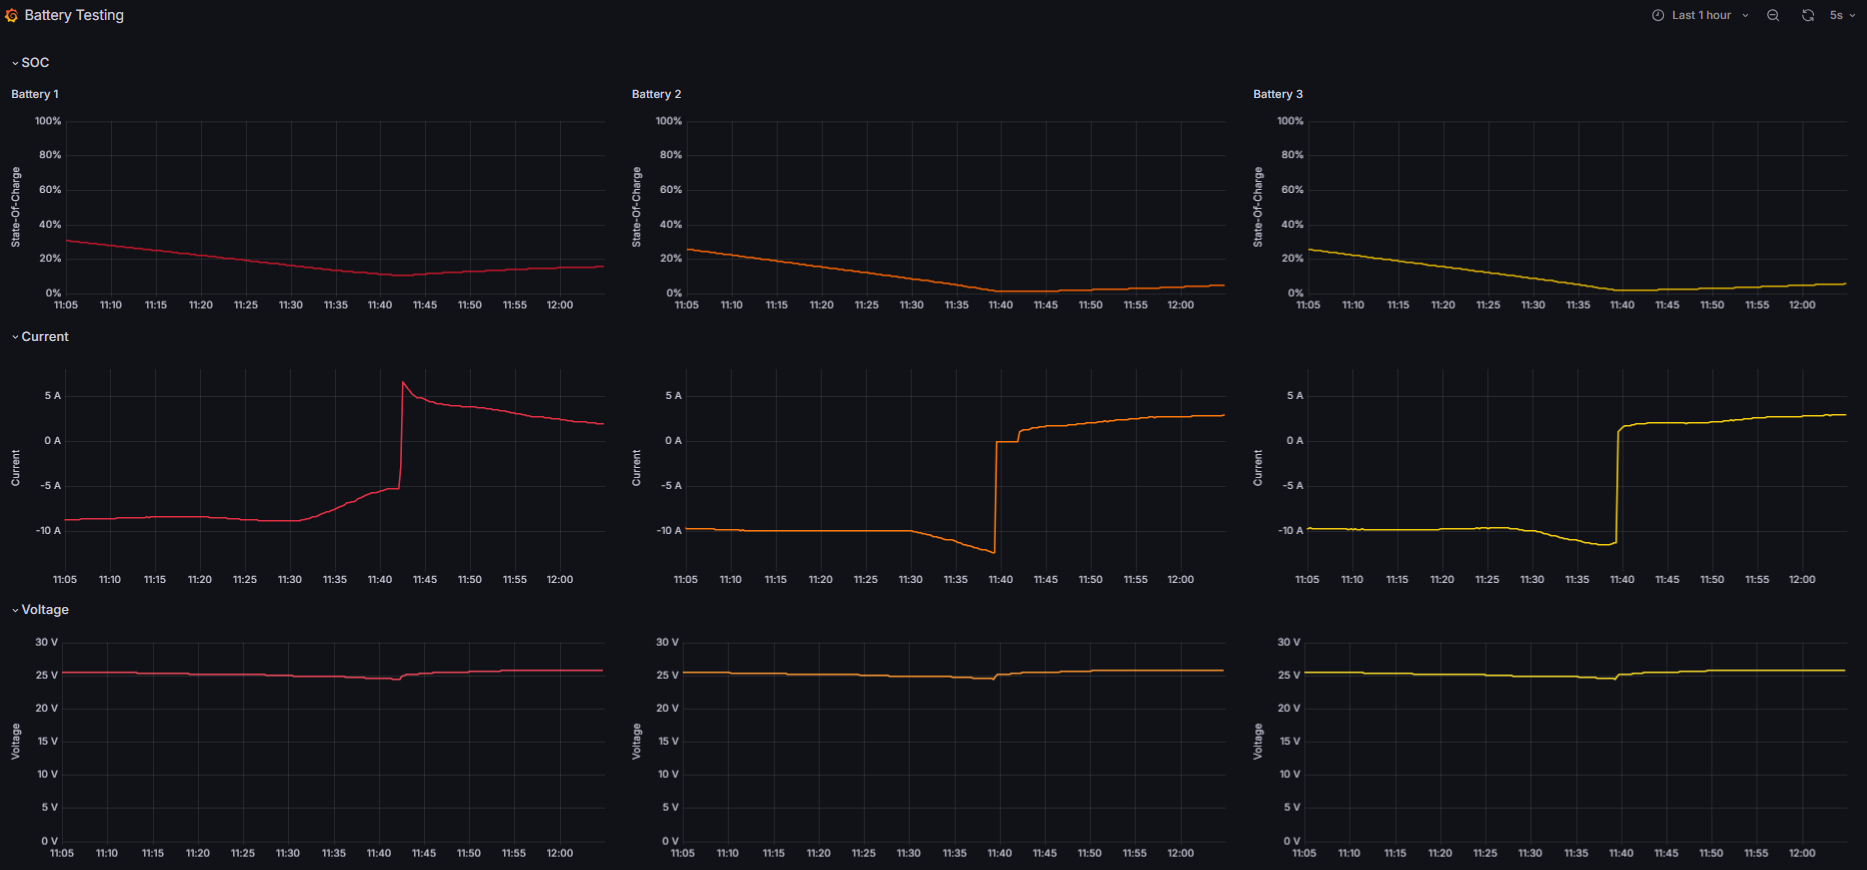 Battery Testing
Last 1 hour
5s
SOC
Battery 1
Battery 2
Battery 3
100%
80%
60%
40%
20%
0%
State-Of-Charge
11:05 11:10 11:15 11:20 11:25 11:30 11:35 11:40 11:45 11:50 11:55 12:00
100%
80%
60%
40%
20%
0%
State-Of-Charge
11:05 11:10 11:15 11:20 11:25 11:30 11:35 11:40 11:45 11:50 11:55 12:00
100%
80%
60%
40%
20%
0%
State-Of-Charge
11:05 11:10 11:15 11:20 11:25 11:30 11:35 11:40 11:45 11:50 11:55 12:00
Current
5 A
0 A
-5 A
-10 A
Current
11:05 11:10 11:15 11:20 11:25 11:30 11:35 11:40 11:45 11:50 11:55 12:00
5 A
0 A
-5 A
-10 A
Current
11:05 11:10 11:15 11:20 11:25 11:30 11:35 11:40 11:45 11:50 11:55 12:00
5 A
0 A
-5 A
-10 A
Current
11:05 11:10 11:15 11:20 11:25 11:30 11:35 11:40 11:45 11:50 11:55 12:00
Voltage
30 V
25 V
20 V
15 V
10 V
5 V
0 V
Voltage
11:05 11:10 11:15 11:20 11:25 11:30 11:35 11:40 11:45 11:50 11:55 12:00
30 V
25 V
20 V
15 V
10 V
5 V
0 V
Voltage
11:05 11:10 11:15 11:20 11:25 11:30 11:35 11:40 11:45 11:50 11:55 12:00
30 V
25 V
20 V
15 V
10 V
5 V
0 V
Voltage
11:05 11:10 11:15 11:20 11:25 11:30 11:35 11:40 11:45 11:50 11:55 12:00